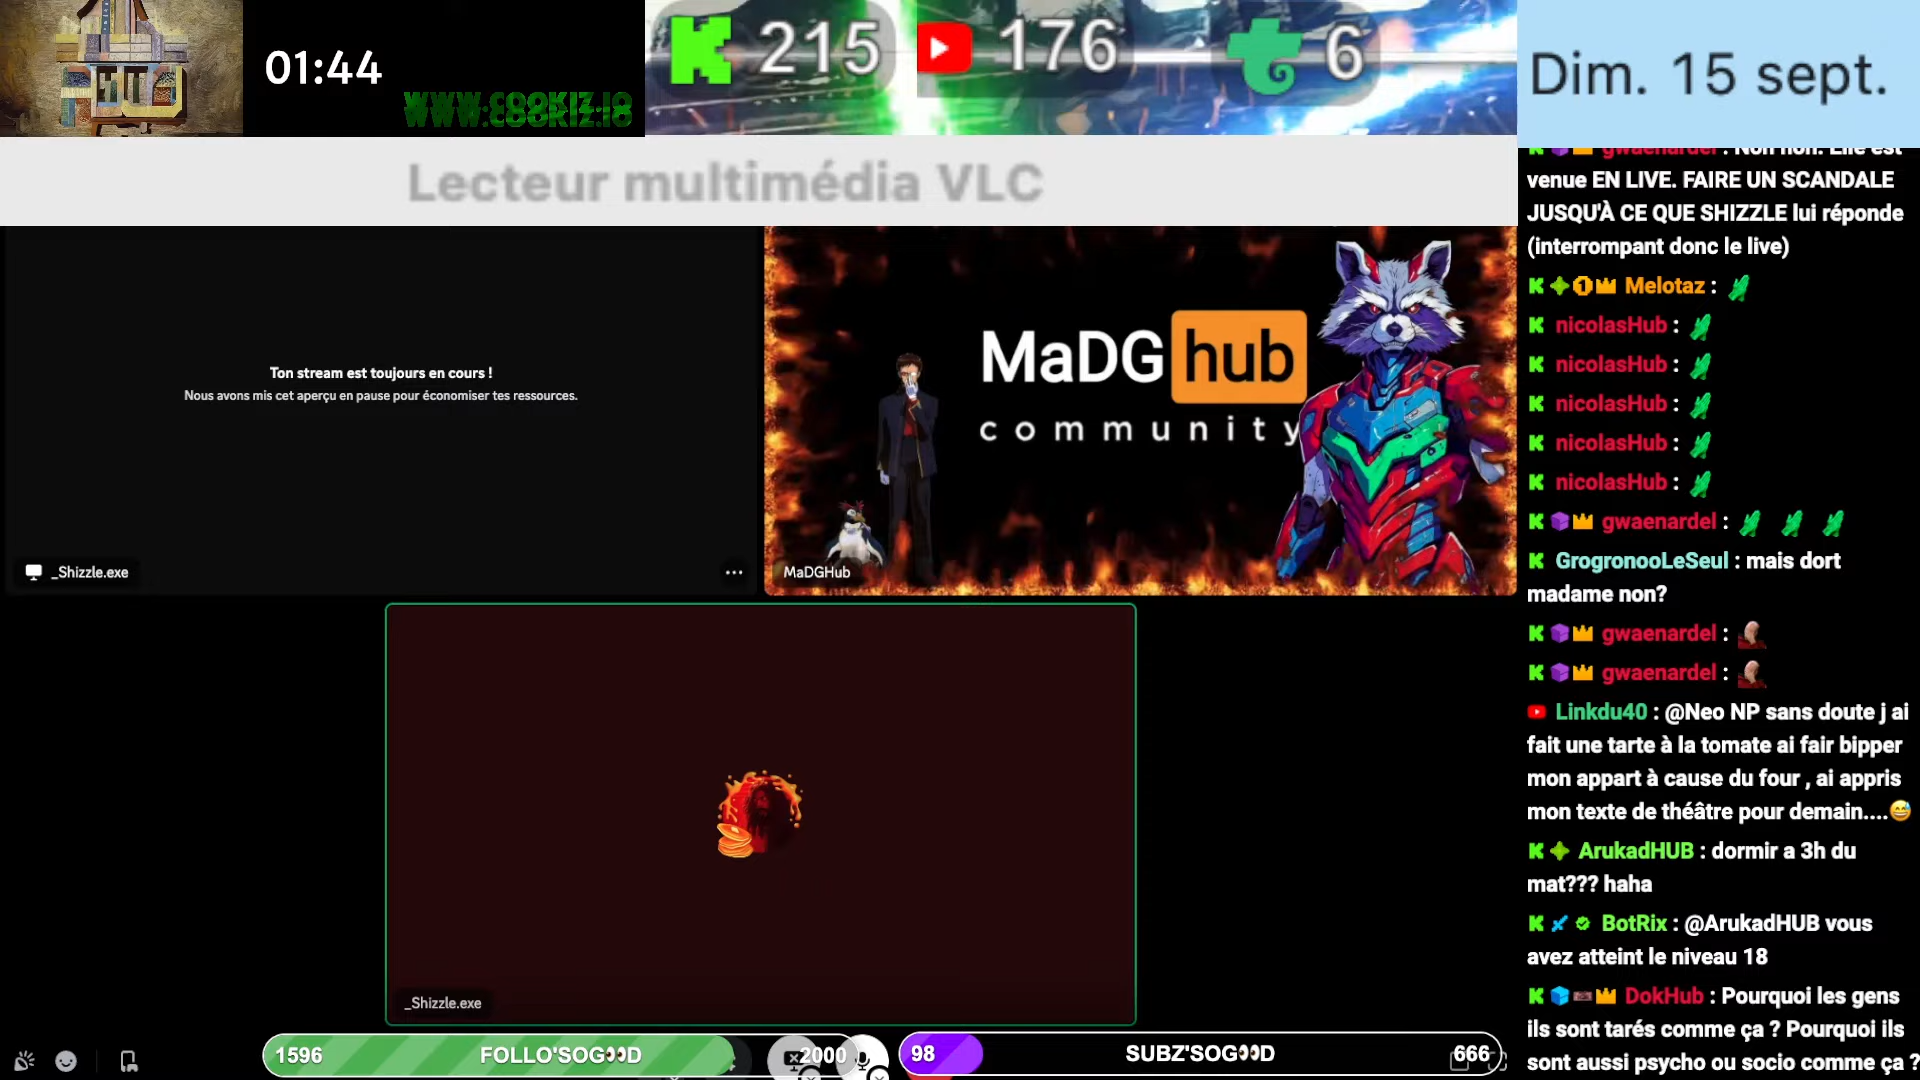 01:44
WWW.COOKIZ.IO
215
176
6
Dim. 15 sept.
Lecteur multimédia VLC
Ton stream est toujours en cours !
Nous avons mis cet aperçu en pause pour économiser tes ressources.
_Shizzle.exe
MaDG hub
community
MaDGHub
_Shizzle.exe
1596 FOLLO'SOG👀D 2000
98 SUBZ'SOG👀D 666
gwaenardel : Non non. Elle est
venue EN LIVE. FAIRE UN SCANDALE
JUSQU'À CE QUE SHIZZLE lui réponde
(interrompant donc le live)
Melotaz :
nicolasHub :
nicolasHub :
nicolasHub :
nicolasHub :
nicolasHub :
gwaenardel :
GrogronooLeSeul : mais dort
madame non?
gwaenardel :
gwaenardel :
Linkdu40 : @Neo NP sans doute j ai
fait une tarte à la tomate ai fair bipper
mon appart à cause du four , ai appris
mon texte de théâtre pour demain....😅
ArukadHUB : dormir a 3h du
mat??? haha
BotRix : @ArukadHUB vous
avez atteint le niveau 18
DokHub : Pourquoi les gens
ils sont tarés comme ça ? Pourquoi ils
sont aussi psycho ou socio comme ça ?